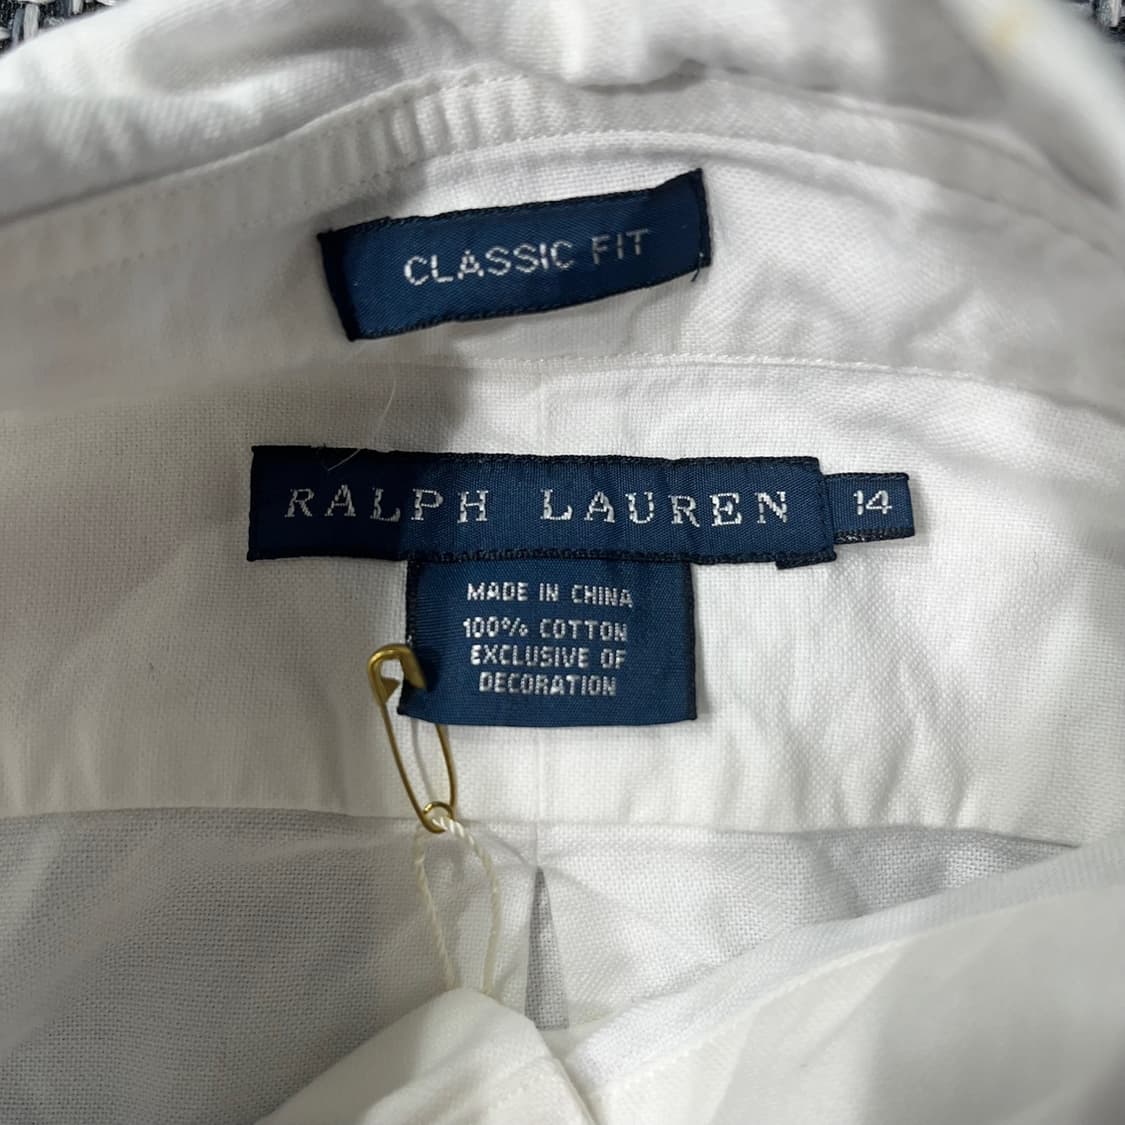 CLASSIC FIT
RALPH LAUREN 14
MADE IN CHINA
100% COTTON
EXCLUSIVE OF
DECORATION